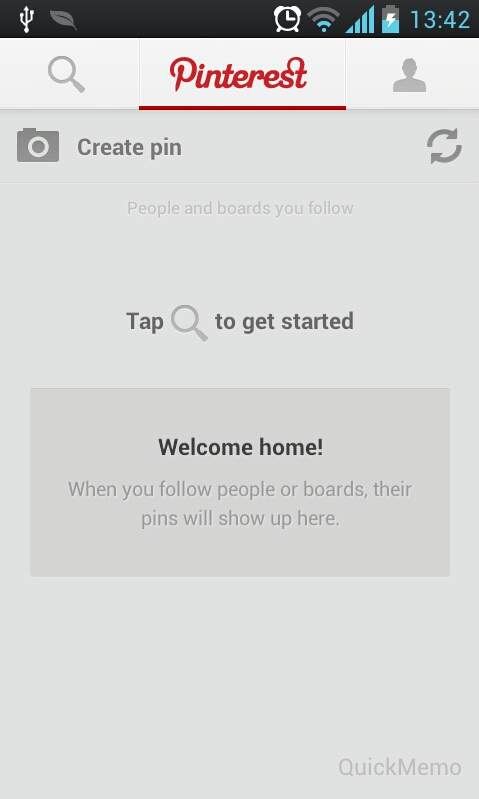 13:42
Pinterest
Create pin
People and boards you follow
Tap to get started
Welcome home!
When you follow people or boards, their
pins will show up here.
QuickMemo